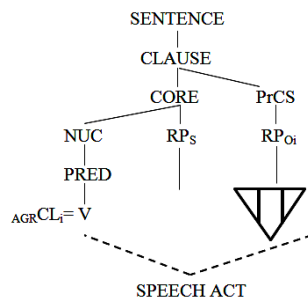 SENTENCE
CLAUSE
CORE PrCS
NUC RPS RPOi
PRED
AGRCLi= V
SPEECH ACT